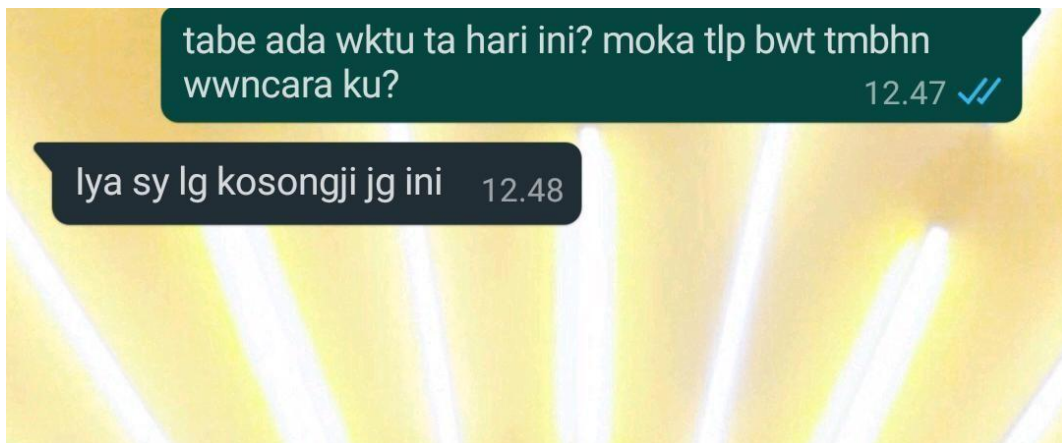 tabe ada wktu ta hari ini? moka tlp bwt tmbhn
wwncara ku?
12.47
Iya sy lg kosongji jg ini 12.48